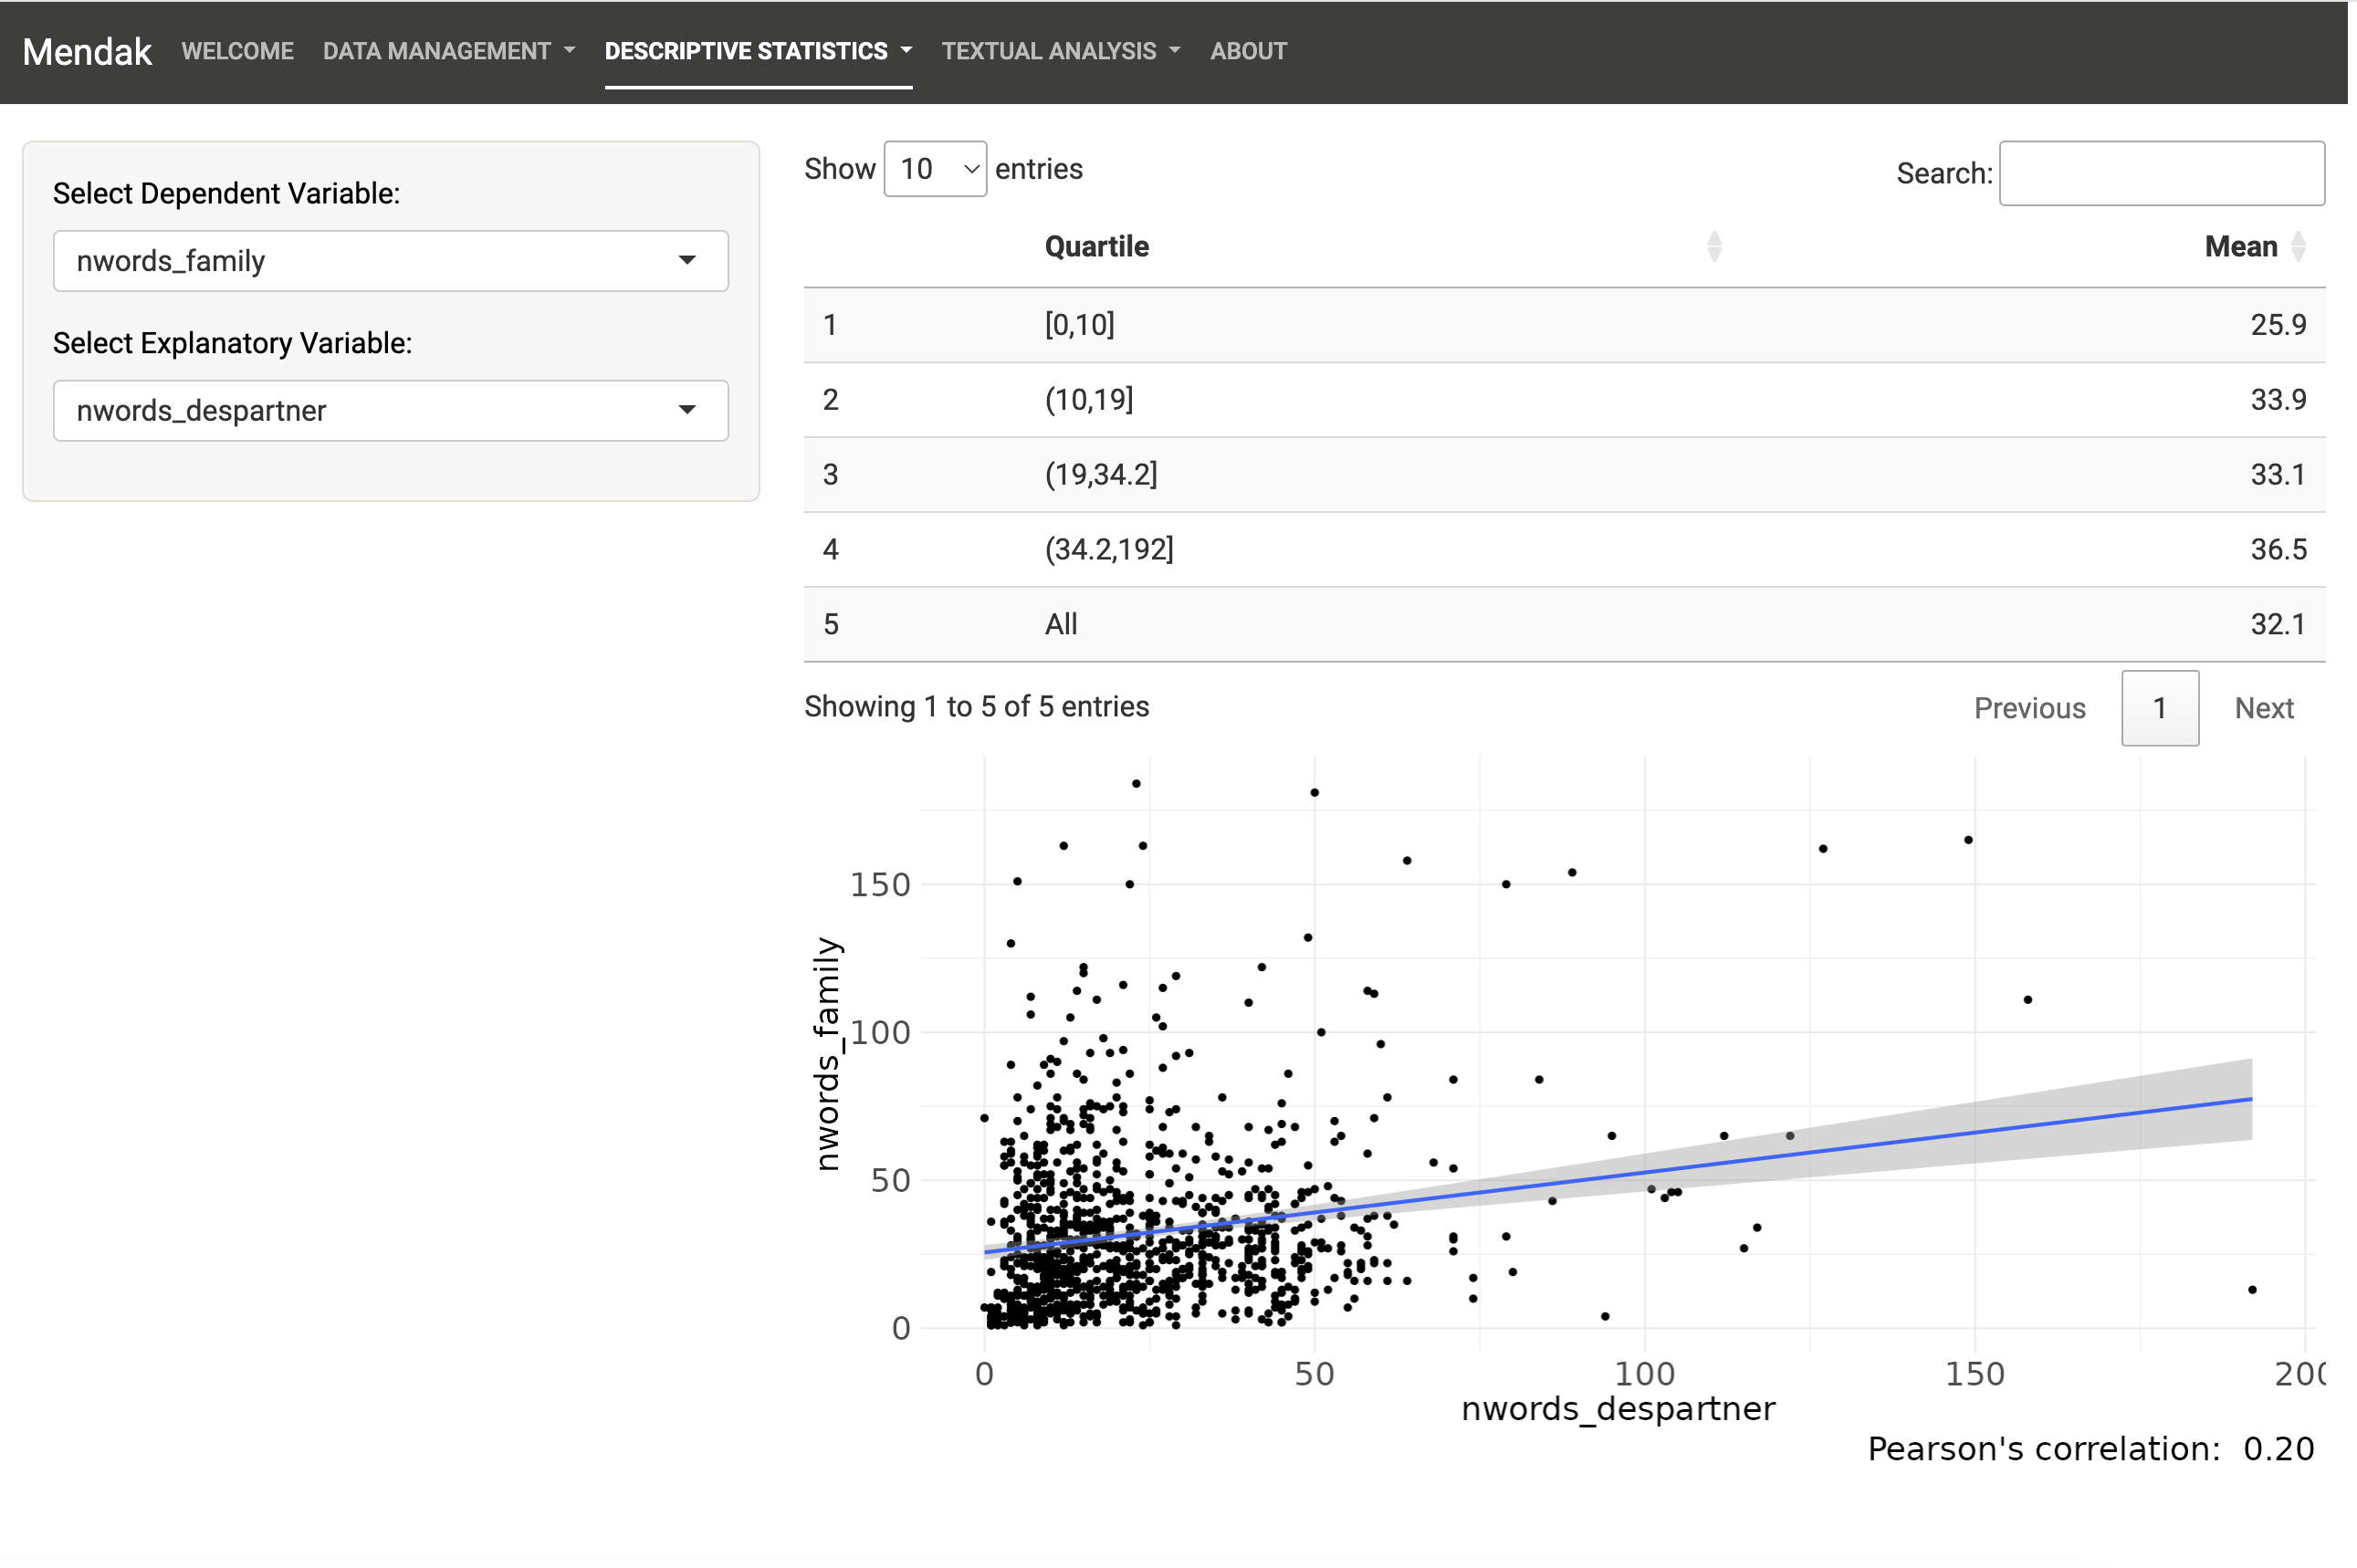 Mendak WELCOME DATA MANAGEMENT DESCRIPTIVE STATISTICS TEXTUAL ANALYSIS ABOUT
Select Dependent Variable:
nwords_family
Select Explanatory Variable:
nwords_despartner
Show 10 entries Search:
Quartile Mean
1 [0,10] 25.9
2 (10,19] 33.9
3 (19,34.2] 33.1
4 (34.2,192] 36.5
5 All 32.1
Showing 1 to 5 of 5 entries Previous 1 Next
nwords_family
150
100
50
0
0 50 100 150 200
nwords_despartner
Pearson's correlation: 0.20